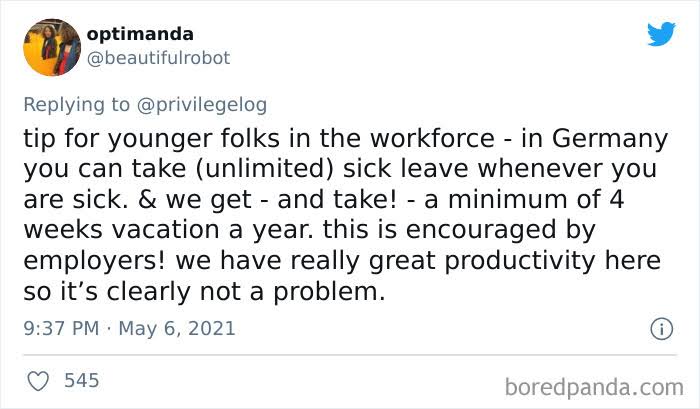 optimanda
@beautifulrobot
Replying to @privilegelog
tip for younger folks in the workforce - in Germany
you can take (unlimited) sick leave whenever you
are sick. & we get - and take! - a minimum of 4
weeks vacation a year. this is encouraged by
employers! we have really great productivity here
so it’s clearly not a problem.
9:37 PM · May 6, 2021
545
boredpanda.com